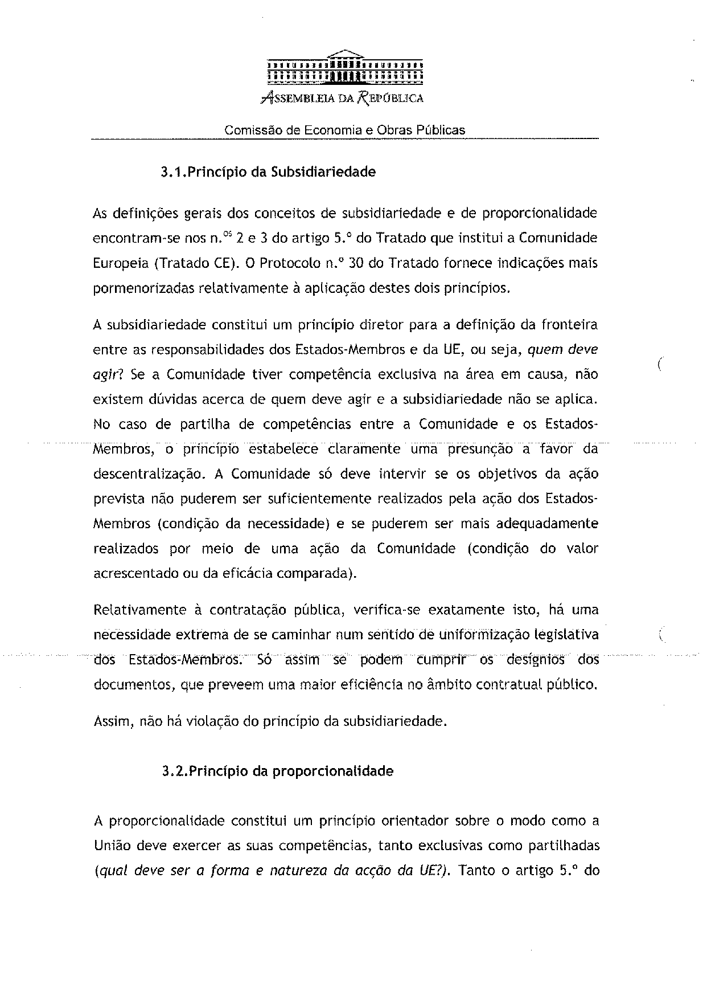 ASSEMBLEIA DA REPÚBLICA
Comissão de Economia e Obras Públicas
3.1.Princípio da Subsidiariedade
As definições gerais dos conceitos de subsidiariedade e de proporcionalidade
encontram-se nos n.os 2 e 3 do artigo 5.º do Tratado que institui a Comunidade
Europeia (Tratado CE). O Protocolo n.º 30 do Tratado fornece indicações mais
pormenorizadas relativamente à aplicação destes dois princípios.
A subsidiariedade constitui um princípio diretor para a definição da fronteira
entre as responsabilidades dos Estados-Membros e da UE, ou seja, quem deve
agir? Se a Comunidade tiver competência exclusiva na área em causa, não
existem dúvidas acerca de quem deve agir e a subsidiariedade não se aplica.
No caso de partilha de competências entre a Comunidade e os Estados-
Membros, o princípio estabelece claramente uma presunção a favor da
descentralização. A Comunidade só deve intervir se os objetivos da ação
prevista não puderem ser suficientemente realizados pela ação dos Estados-
Membros (condição da necessidade) e se puderem ser mais adequadamente
realizados por meio de uma ação da Comunidade (condição do valor
acrescentado ou da eficácia comparada).
Relativamente à contratação pública, verifica-se exatamente isto, há uma
necessidade extrema de se caminhar num sentido de uniformização legislativa
dos Estados-Membros. Só assim se podem cumprir os desígnios dos
documentos, que preveem uma maior eficiência no âmbito contratual público.
Assim, não há violação do princípio da subsidiariedade.
3.2.Princípio da proporcionalidade
A proporcionalidade constitui um princípio orientador sobre o modo como a
União deve exercer as suas competências, tanto exclusivas como partilhadas
(qual deve ser a forma e natureza da acção da UE?). Tanto o artigo 5.º do